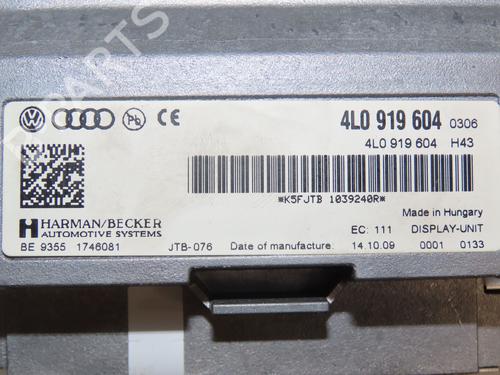 4L0 919 604 0306
4L0 919 604 H43
*K5FJTB 1039240R*
Made in Hungary
HARMAN/BECKER
AUTOMOTIVE SYSTEMS
EC: 111 DISPLAY-UNIT
BE 9355 1746081 JTB-076 Date of manufacture: 14.10.09 0001 0133